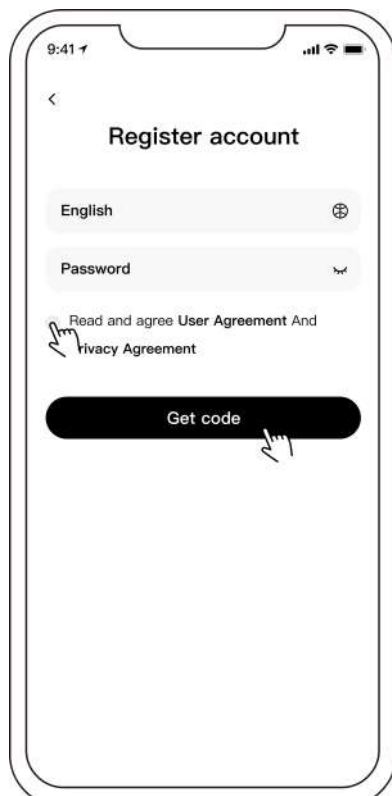 9:41
Register account
English
Password
Read and agree User Agreement And
rivacy Agreement
Get code